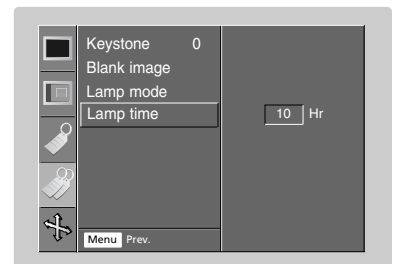 Keystone 0
Blank image
Lamp mode
Lamp time
10 Hr
Menu Prev.